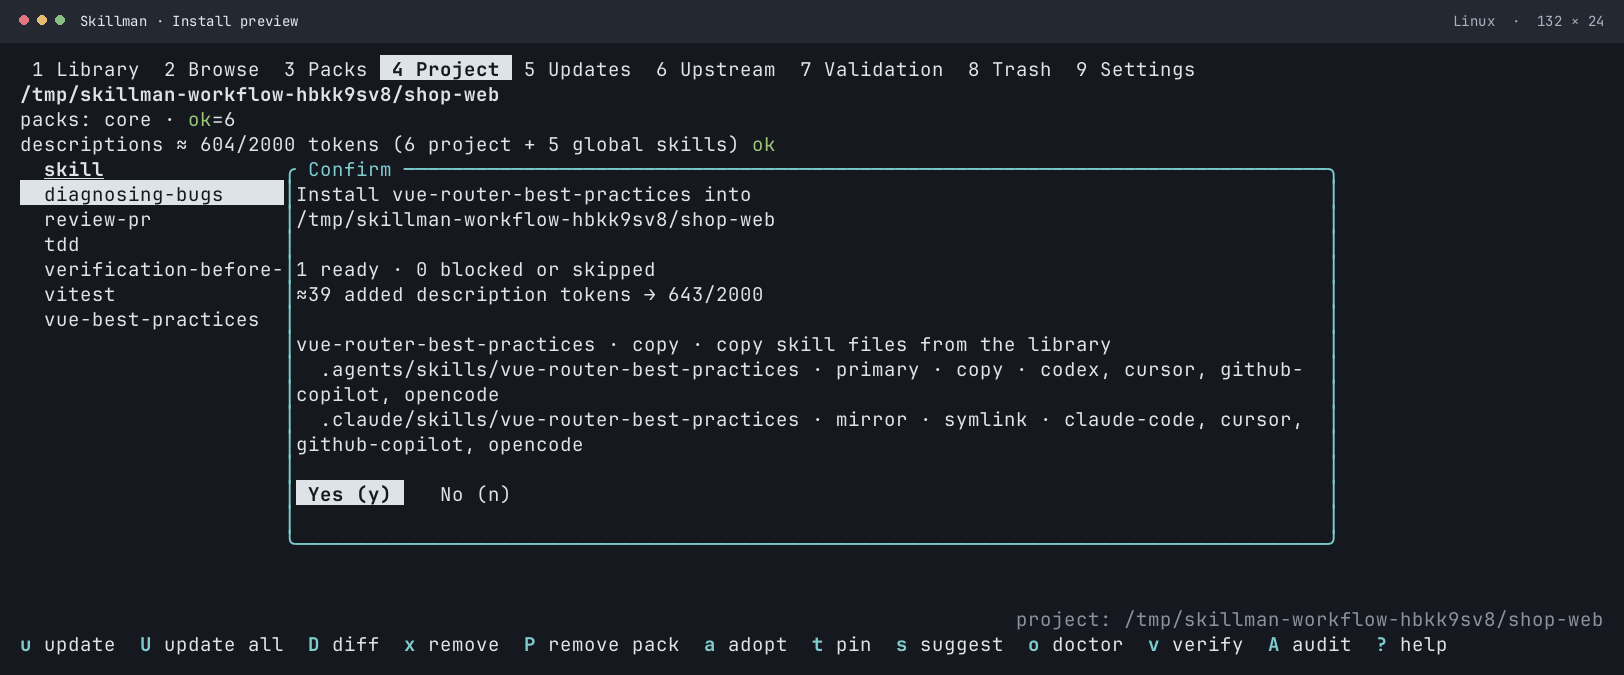 Skillman · Install preview
Linux · 132 × 24
1 Library 2 Browse 3 Packs 4 Project 5 Updates 6 Upstream 7 Validation 8 Trash 9 Settings
/tmp/skillman-workflow-hbkk9sv8/shop-web
packs: core · ok=6
descriptions ≈ 604/2000 tokens (6 project + 5 global skills) ok
skill
diagnosing-bugs
review-pr
tdd
verification-before-
vitest
vue-best-practices
Confirm
Install vue-router-best-practices into
/tmp/skillman-workflow-hbkk9sv8/shop-web
1 ready · 0 blocked or skipped
≈39 added description tokens → 643/2000
vue-router-best-practices · copy · copy skill files from the library
.agents/skills/vue-router-best-practices · primary · copy · codex, cursor, github-
copilot, opencode
.claude/skills/vue-router-best-practices · mirror · symlink · claude-code, cursor,
github-copilot, opencode
Yes (y) No (n)
project: /tmp/skillman-workflow-hbkk9sv8/shop-web
u update U update all D diff x remove P remove pack a adopt t pin s suggest o doctor v verify A audit ? help